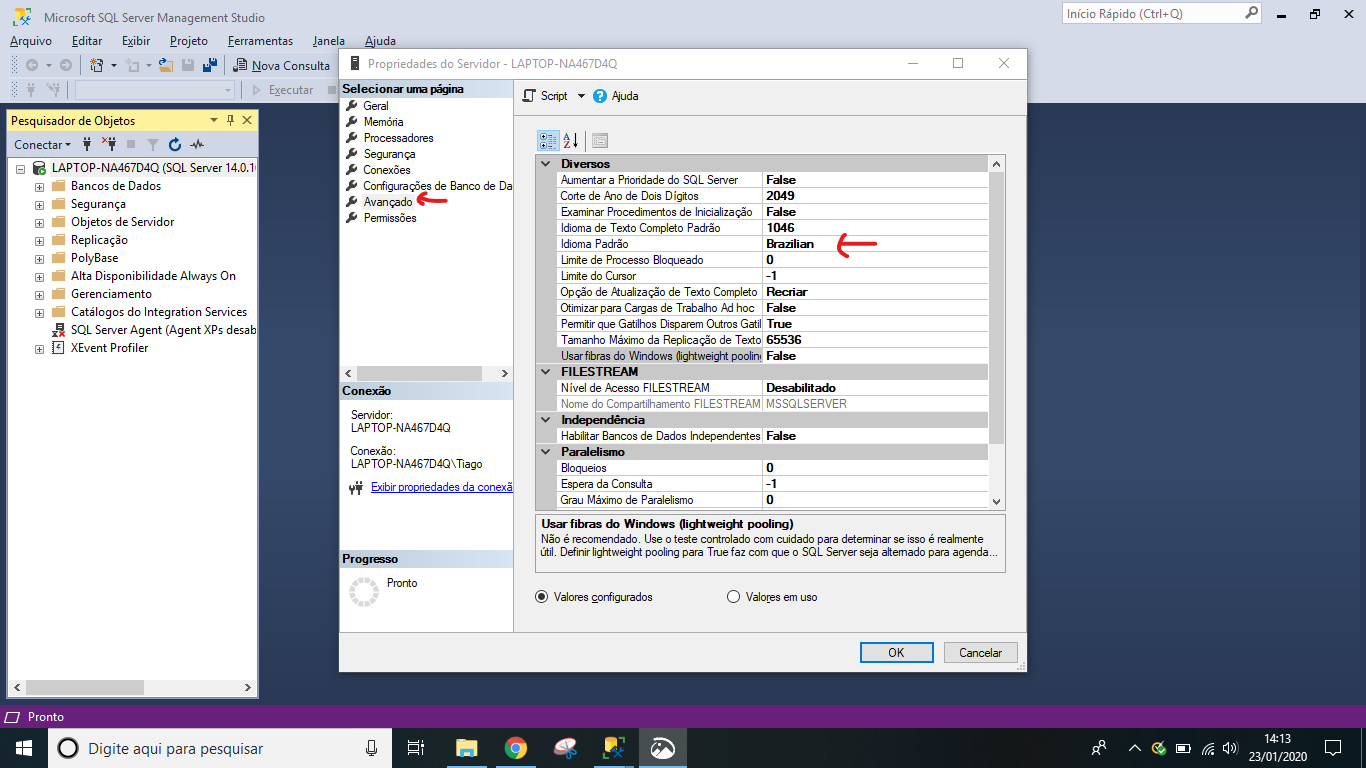 Microsoft SQL Server Management Studio
Início Rápido (Ctrl+Q)
Arquivo Editar Exibir Projeto Ferramentas Janela Ajuda
Nova Consulta
Executar
Pesquisador de Objetos
Conectar
LAPTOP-NA467D4Q (SQL Server 14.0.10
Bancos de Dados
Segurança
Objetos de Servidor
Replicação
PolyBase
Alta Disponibilidade Always On
Gerenciamento
Catálogos do Integration Services
SQL Server Agent (Agent XPs desab
XEvent Profiler
Propriedades do Servidor - LAPTOP-NA467D4Q
Selecionar uma página
Geral
Memória
Processadores
Segurança
Conexões
Configurações de Banco de Da
Avançado
Permissões
Conexão
Servidor:
LAPTOP-NA467D4Q
Conexão:
LAPTOP-NA467D4Q\Tiago
Exibir propriedades da conexã
Progresso
Pronto
Script Ajuda
Diversos
Aumentar a Prioridade do SQL Server False
Corte de Ano de Dois Dígitos 2049
Examinar Procedimentos de Inicialização False
Idioma de Texto Completo Padrão 1046
Idioma Padrão Brazilian
Limite de Processo Bloqueado 0
Limite do Cursor -1
Opção de Atualização de Texto Completo Recriar
Otimizar para Cargas de Trabalho Ad hoc False
Permitir que Gatilhos Disparem Outros Gatil True
Tamanho Máximo da Replicação de Texto 65536
Usar fibras do Windows (lightweight poolin False
FILESTREAM
Nível de Acesso FILESTREAM Desabilitado
Nome do Compartilhamento FILESTREAM MSSQLSERVER
Independência
Habilitar Bancos de Dados Independentes False
Paralelismo
Bloqueios 0
Espera da Consulta -1
Grau Máximo de Paralelismo 0
Usar fibras do Windows (lightweight pooling)
Não é recomendado. Use o teste controlado com cuidado para determinar se isso é realmente
útil. Definir lightweight pooling para True faz com que o SQL Server seja alternado para agenda...
Valores configurados Valores em uso
OK Cancelar
Pronto
Digite aqui para pesquisar
14:13
23/01/2020